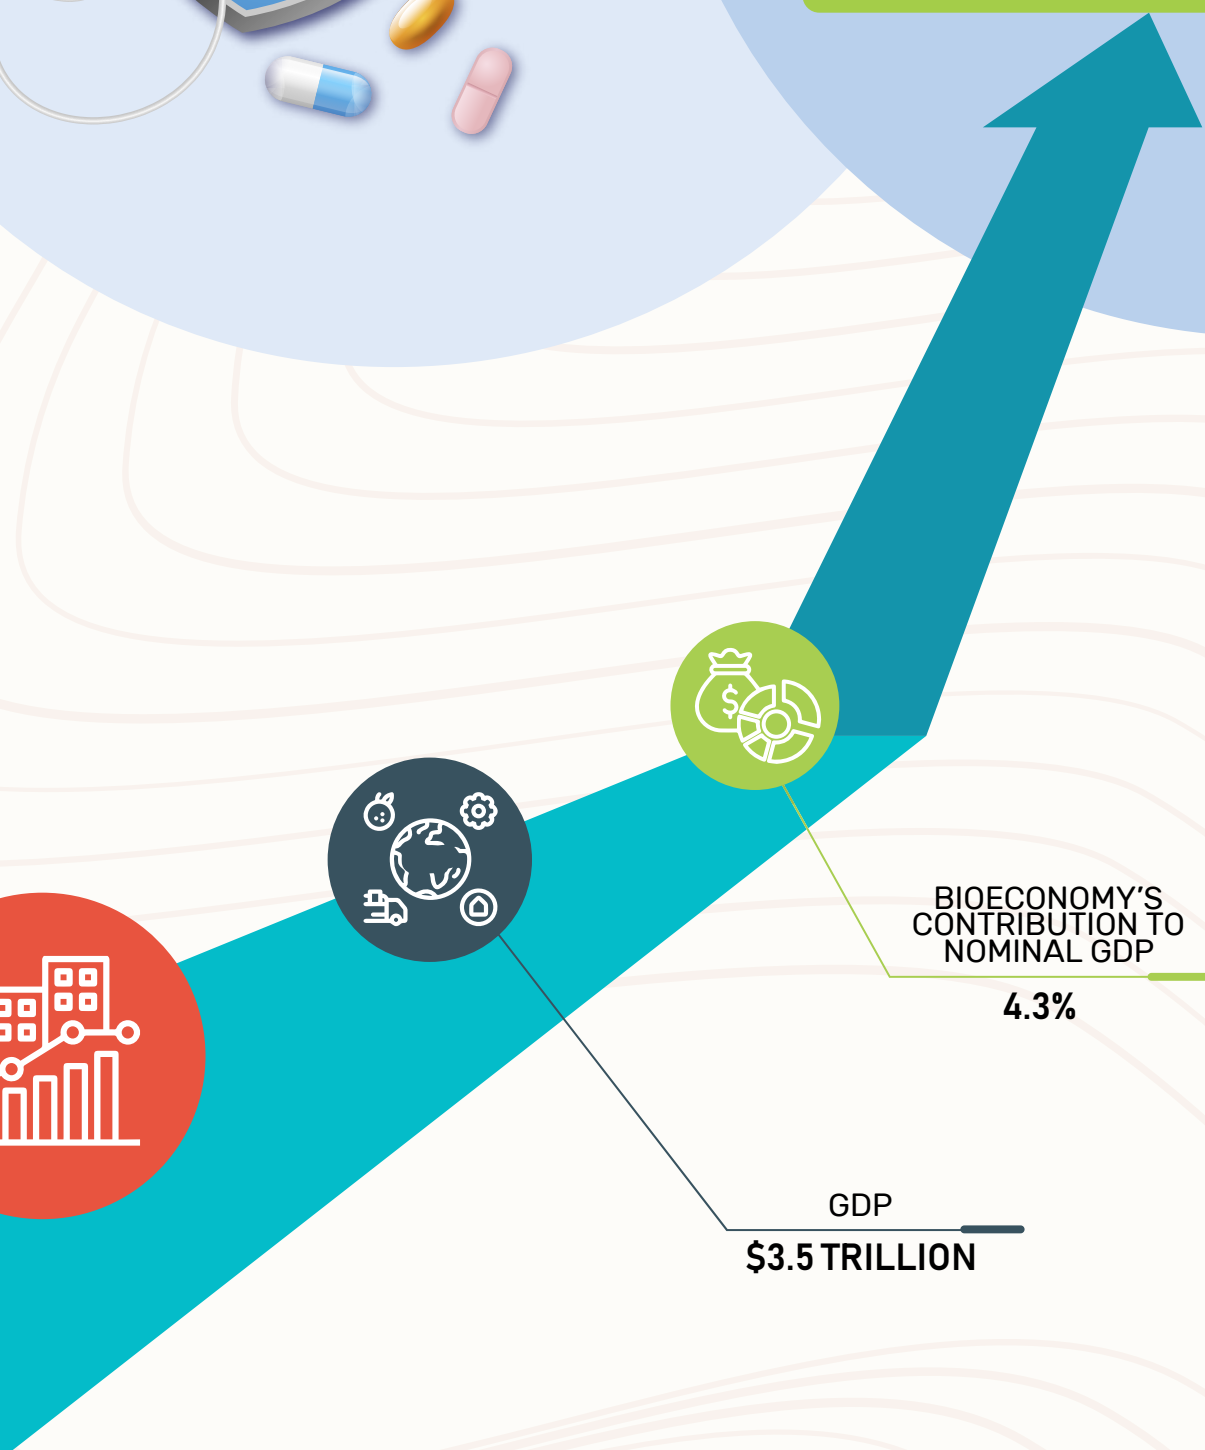 BIOECONOMY’S
CONTRIBUTION TO
NOMINAL GDP
4.3%
GDP
$3.5 TRILLION
$